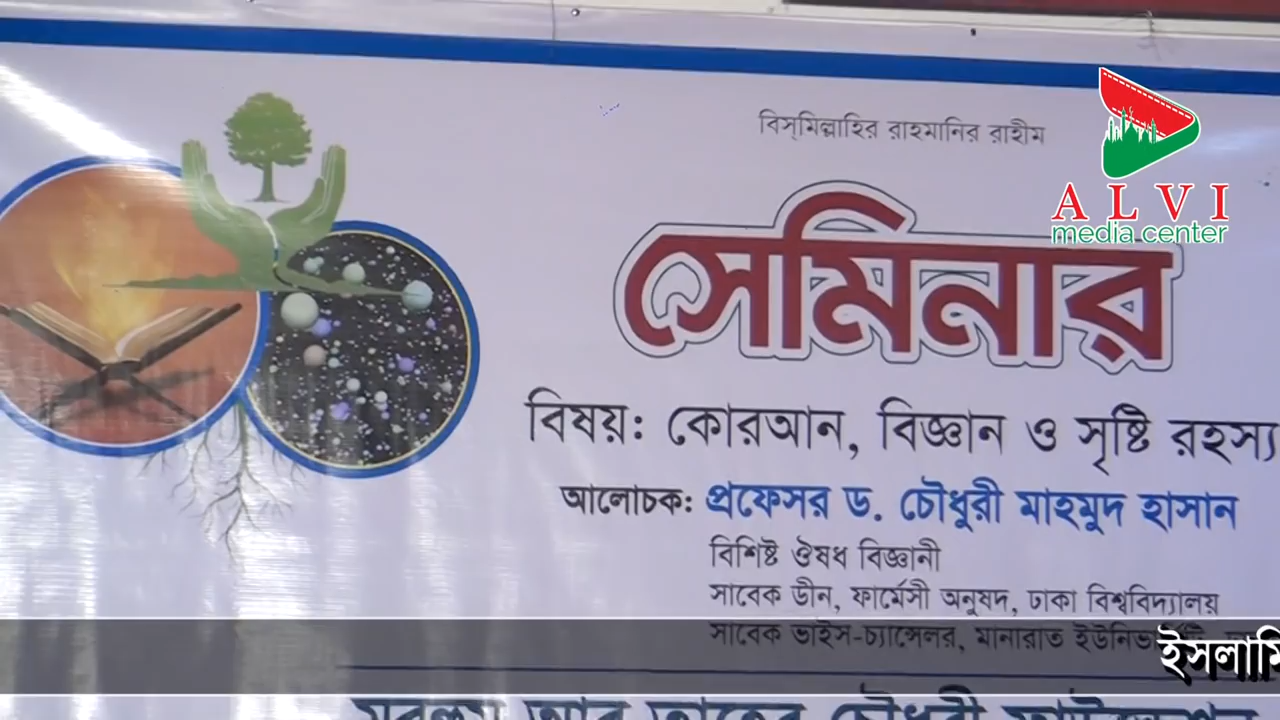 বিস্‌মিল্লাহির রাহমানির রাহীম
ALVI
media center
সেমিনার
বিষয়: কোরআন, বিজ্ঞান ও সৃষ্টি রহস্য
আলোচক: প্রফেসর ড. চৌধুরী মাহমুদ হাসান
বিশিষ্ট ঔষধ বিজ্ঞানী
সাবেক ডীন, ফার্মেসী অনুষদ, ঢাকা বিশ্ববিদ্যালয়
সাবেক ভাইস-চ্যান্সেলর, মানারাত